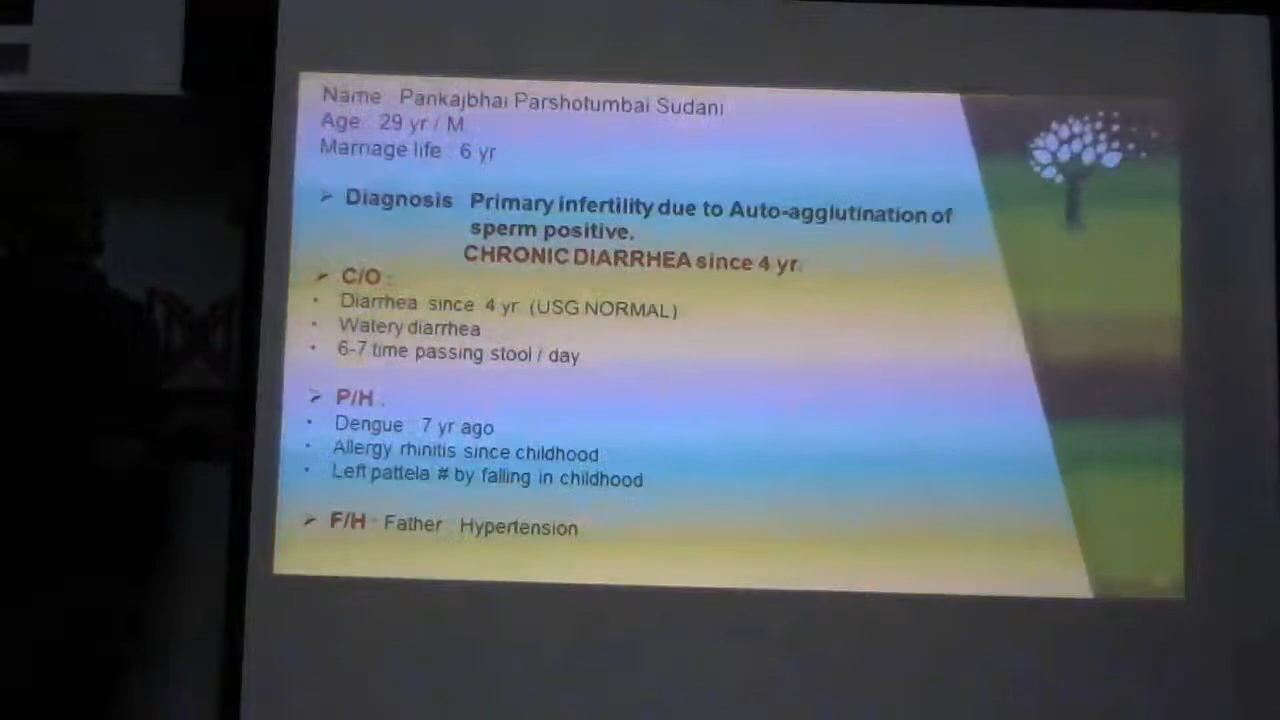 Name : Pankajbhai Parshotumbai Sudani
Age : 29 yr / M
Marriage life : 6 yr
➢ Diagnosis Primary infertility due to Auto-agglutination of
sperm positive.
CHRONIC DIARRHEA since 4 yr.
➢ C/O :
• Diarrhea since 4 yr (USG NORMAL)
• Watery diarrhea
• 6-7 time passing stool / day
➢ P/H :
• Dengue : 7 yr ago
• Allergy rhinitis since childhood
• Left pattela # by falling in childhood
➢ F/H : Father : Hypertension